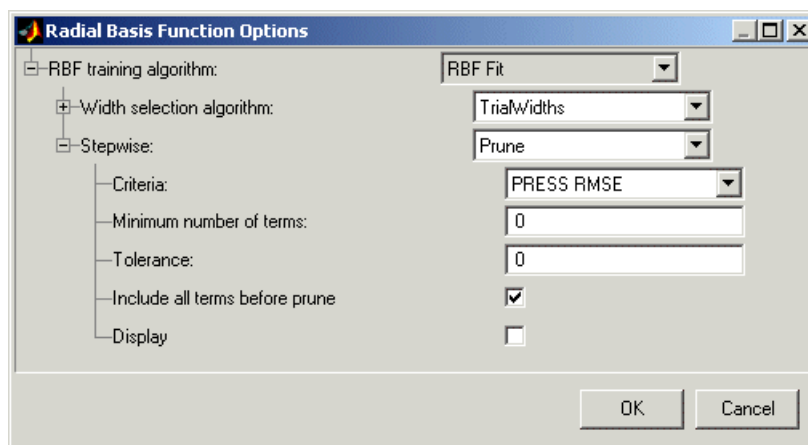 Radial Basis Function Options
RBF training algorithm: RBF Fit
Width selection algorithm: TrialWidths
Stepwise: Prune
Criteria: PRESS RMSE
Minimum number of terms: 0
Tolerance: 0
Include all terms before prune
Display
OK Cancel